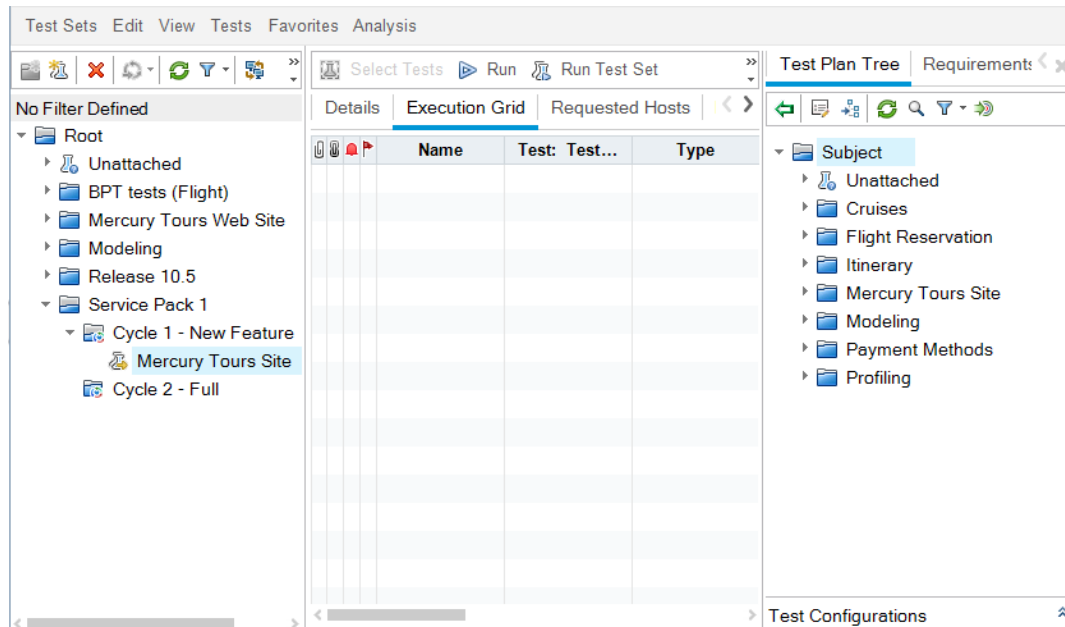 Test Sets Edit View Tests Favorites Analysis
No Filter Defined
Root
Unattached
BPT tests (Flight)
Mercury Tours Web Site
Modeling
Release 10.5
Service Pack 1
Cycle 1 - New Feature
Mercury Tours Site
Cycle 2 - Full
Select Tests Run Run Test Set
Details Execution Grid Requested Hosts
Name Test: Test... Type
Test Plan Tree Requirements
Subject
Unattached
Cruises
Flight Reservation
Itinerary
Mercury Tours Site
Modeling
Payment Methods
Profiling
Test Configurations